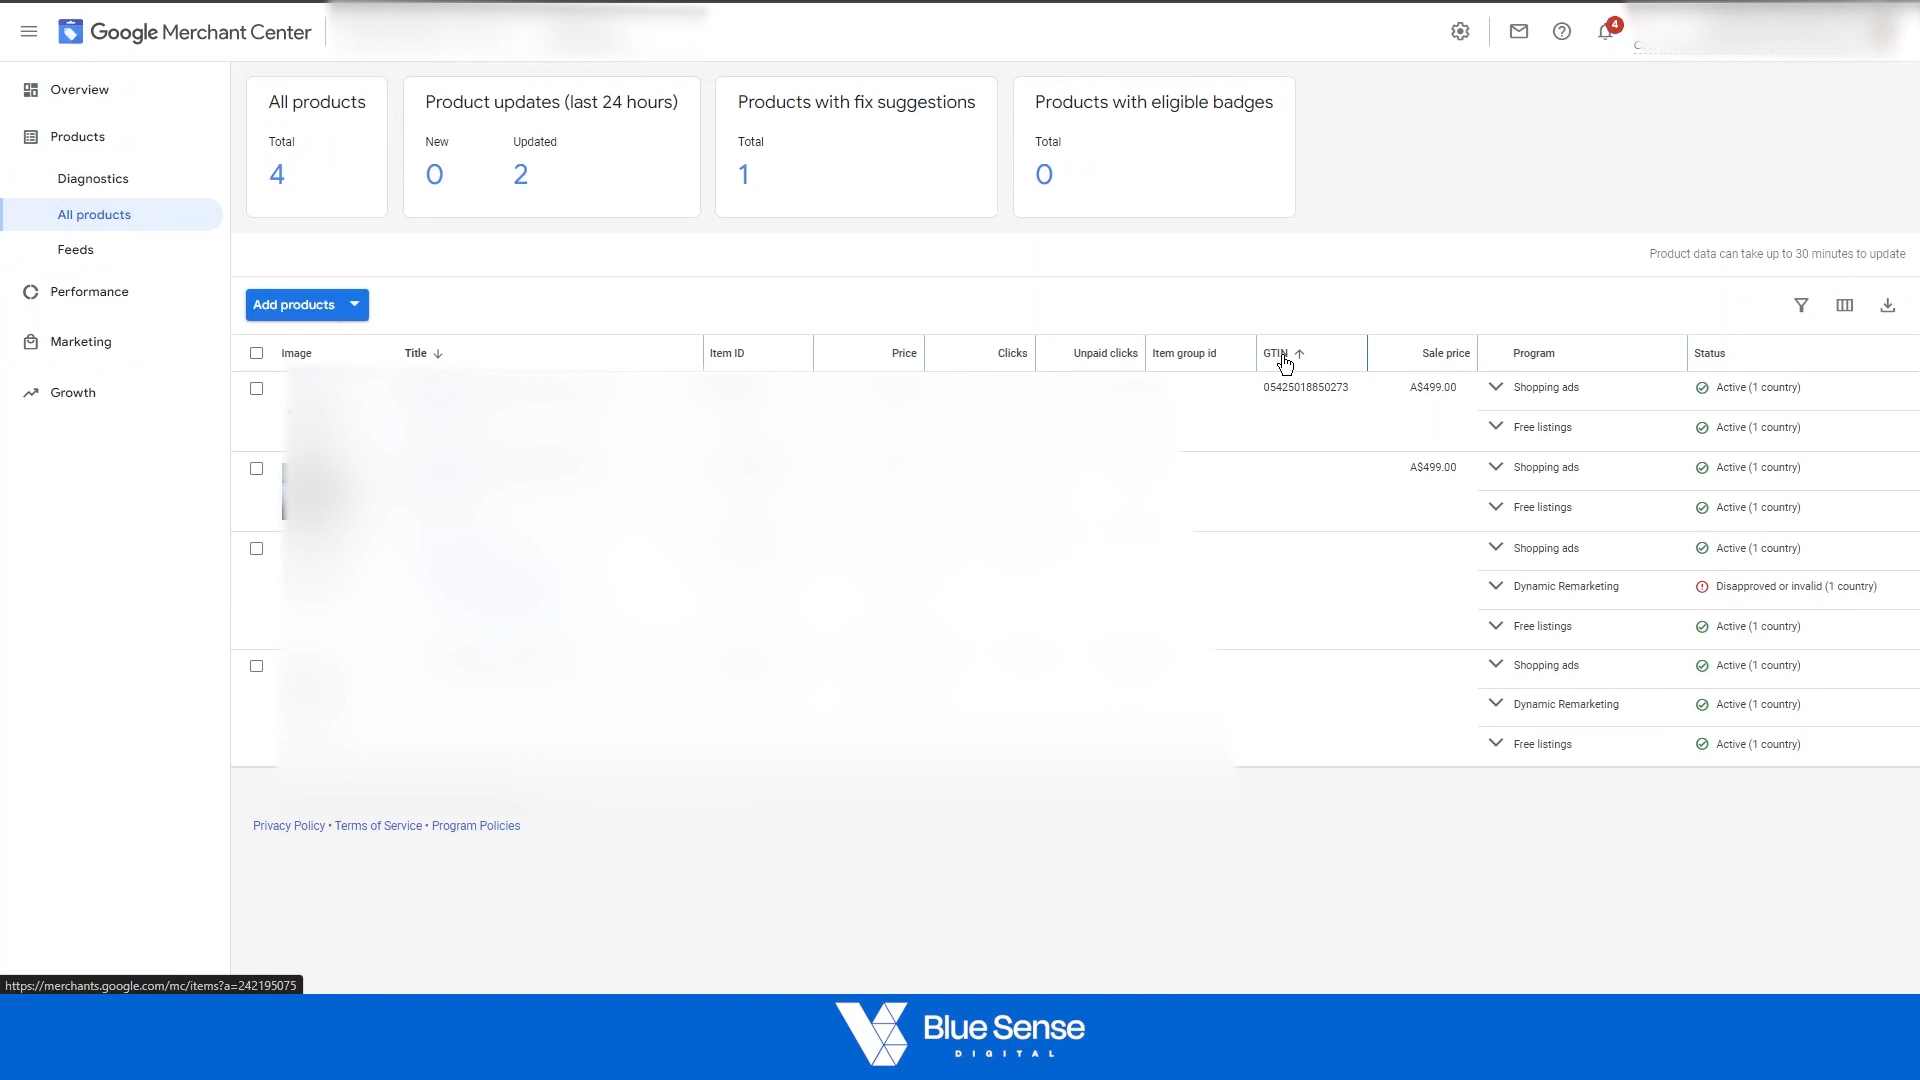 Google Merchant Center
4
Overview
Products
Diagnostics
All products
Feeds
Performance
Marketing
Growth
All products
Total
4
Product updates (last 24 hours)
New Updated
0 2
Products with fix suggestions
Total
1
Products with eligible badges
Total
0
Product data can take up to 30 minutes to update
Add products
Image Title Item ID Price Clicks Unpaid clicks Item group id GTIN Sale price Program Status
05425018850273 A$499.00 Shopping ads Active (1 country)
Free listings Active (1 country)
A$499.00 Shopping ads Active (1 country)
Free listings Active (1 country)
Shopping ads Active (1 country)
Dynamic Remarketing Disapproved or invalid (1 country)
Free listings Active (1 country)
Shopping ads Active (1 country)
Dynamic Remarketing Active (1 country)
Free listings Active (1 country)
Privacy Policy • Terms of Service • Program Policies
https://merchants.google.com/mc/items?a=242195075
Blue Sense
DIGITAL